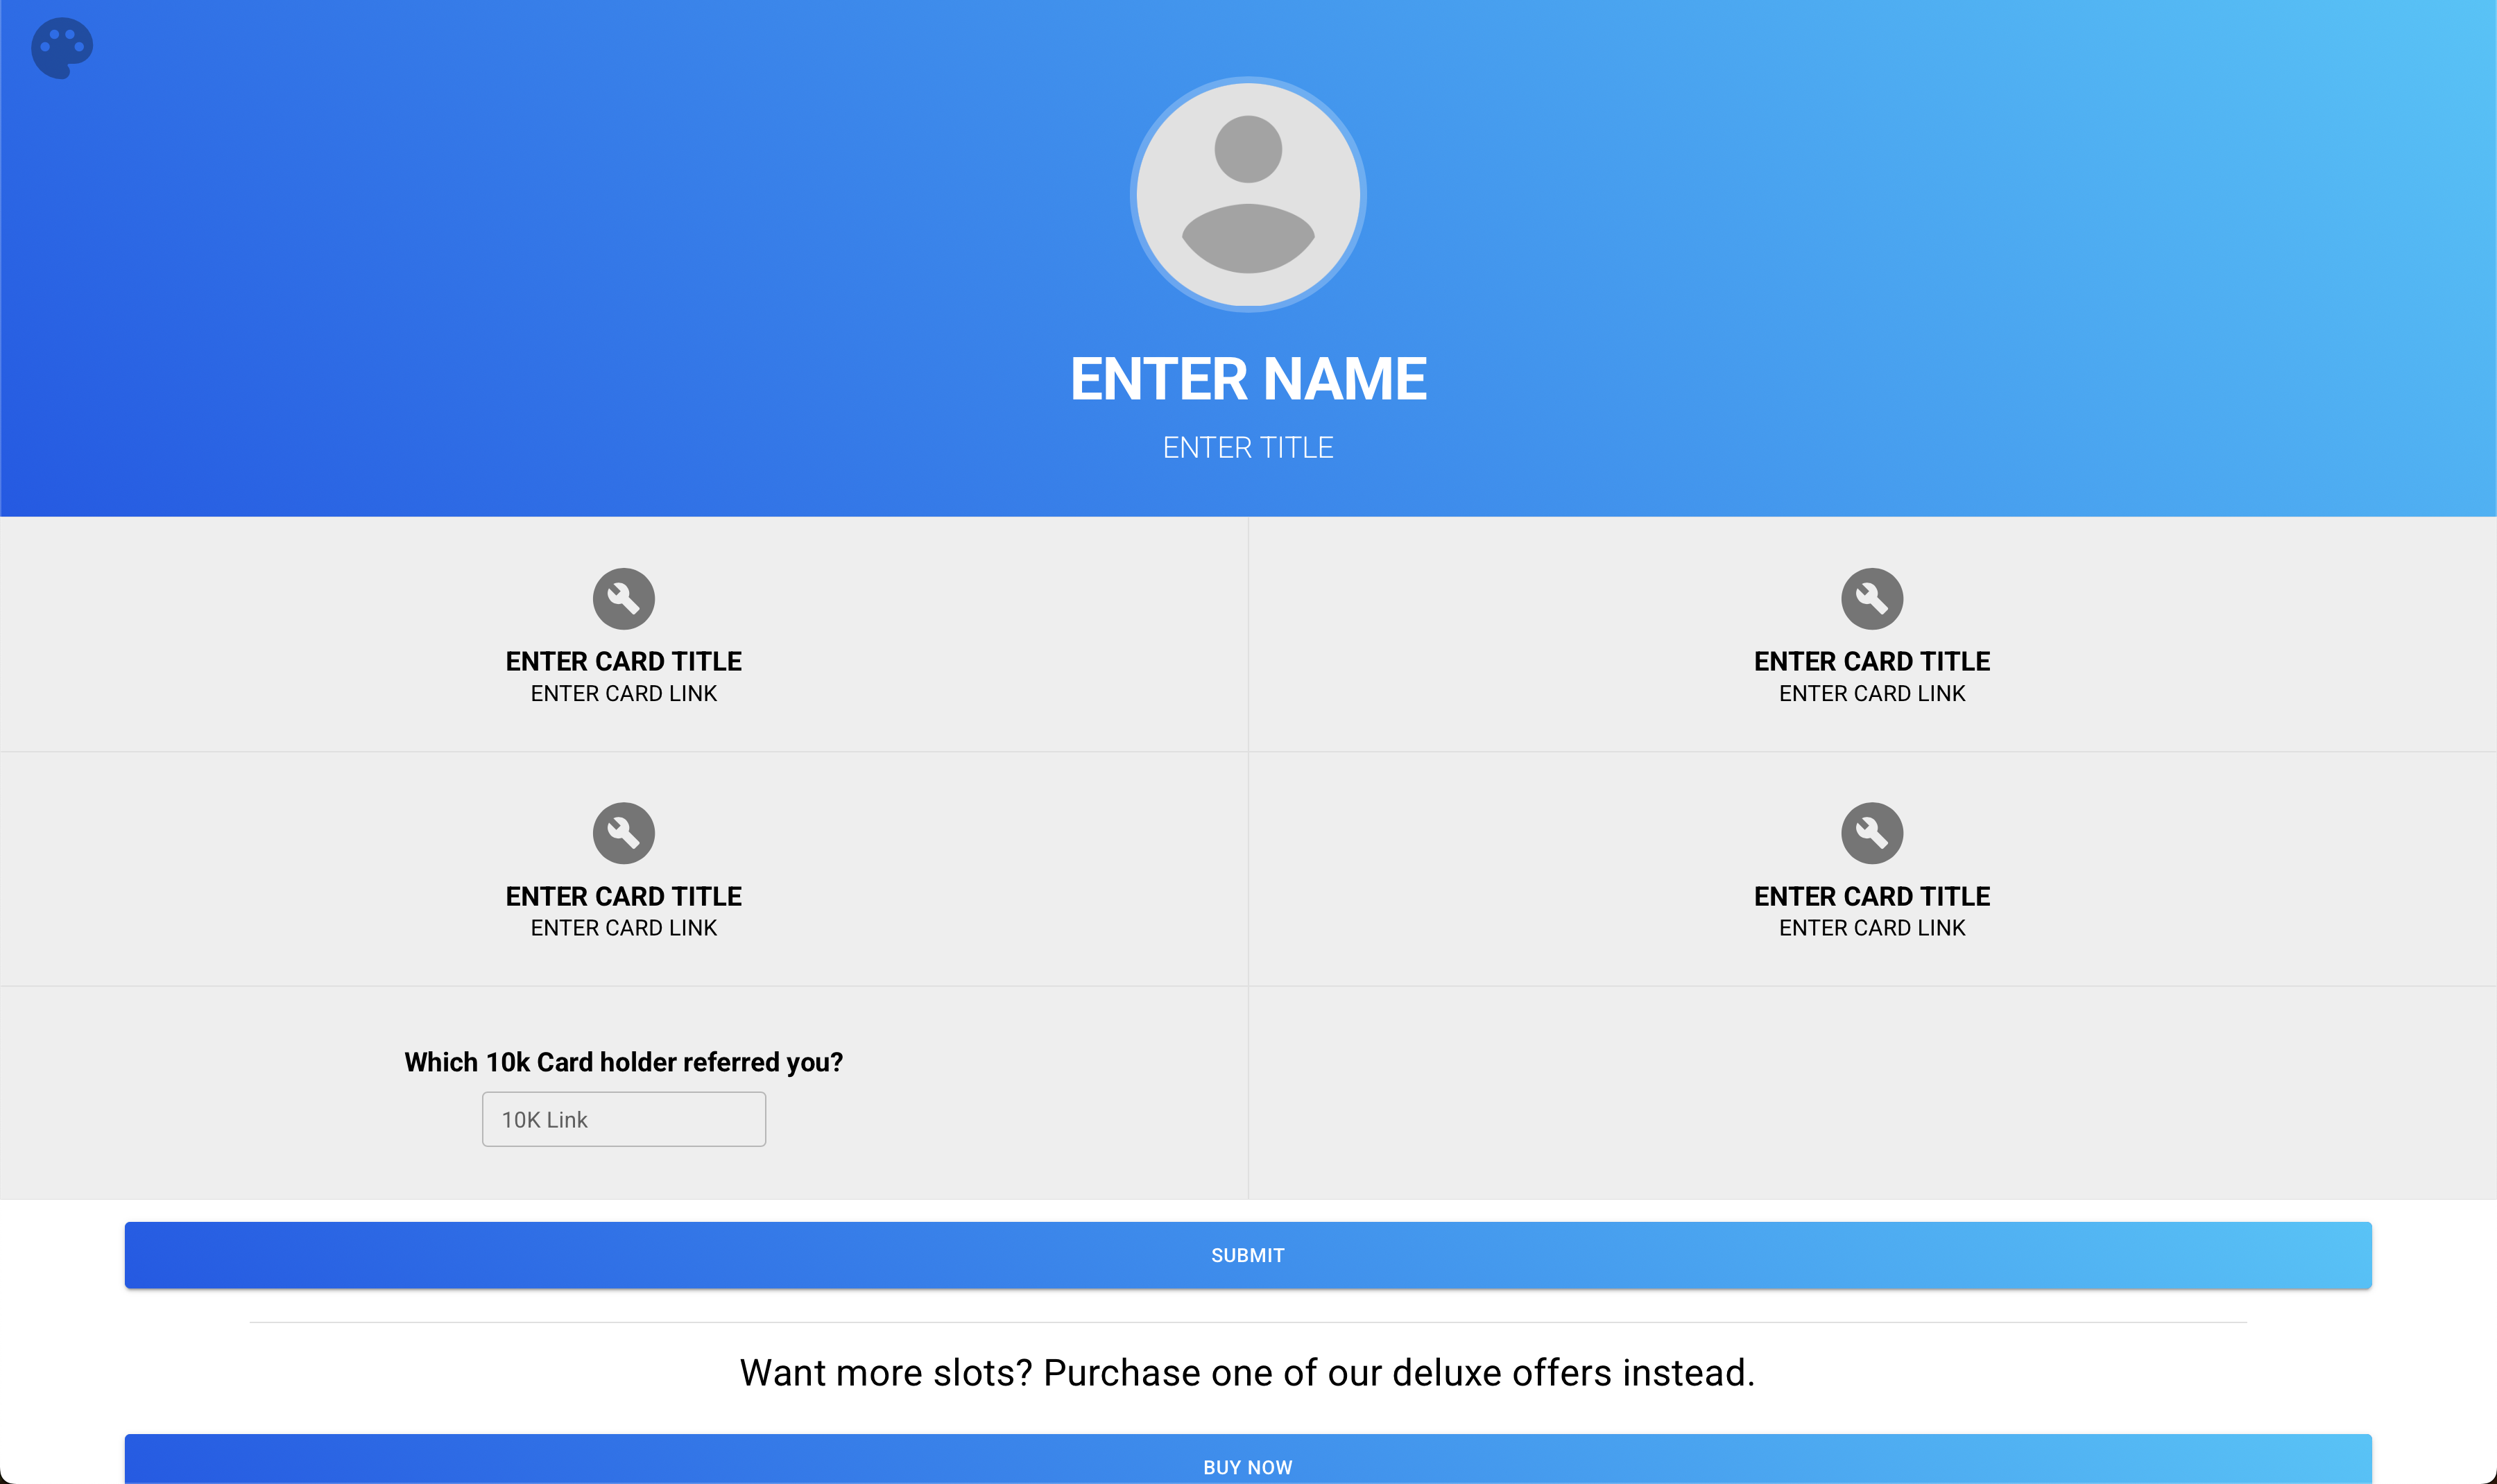 ENTER NAME
ENTER TITLE
ENTER CARD TITLE
ENTER CARD LINK
ENTER CARD TITLE
ENTER CARD LINK
ENTER CARD TITLE
ENTER CARD LINK
ENTER CARD TITLE
ENTER CARD LINK
Which 10k Card holder referred you?
10K Link
SUBMIT
Want more slots? Purchase one of our deluxe offers instead.
BUY NOW